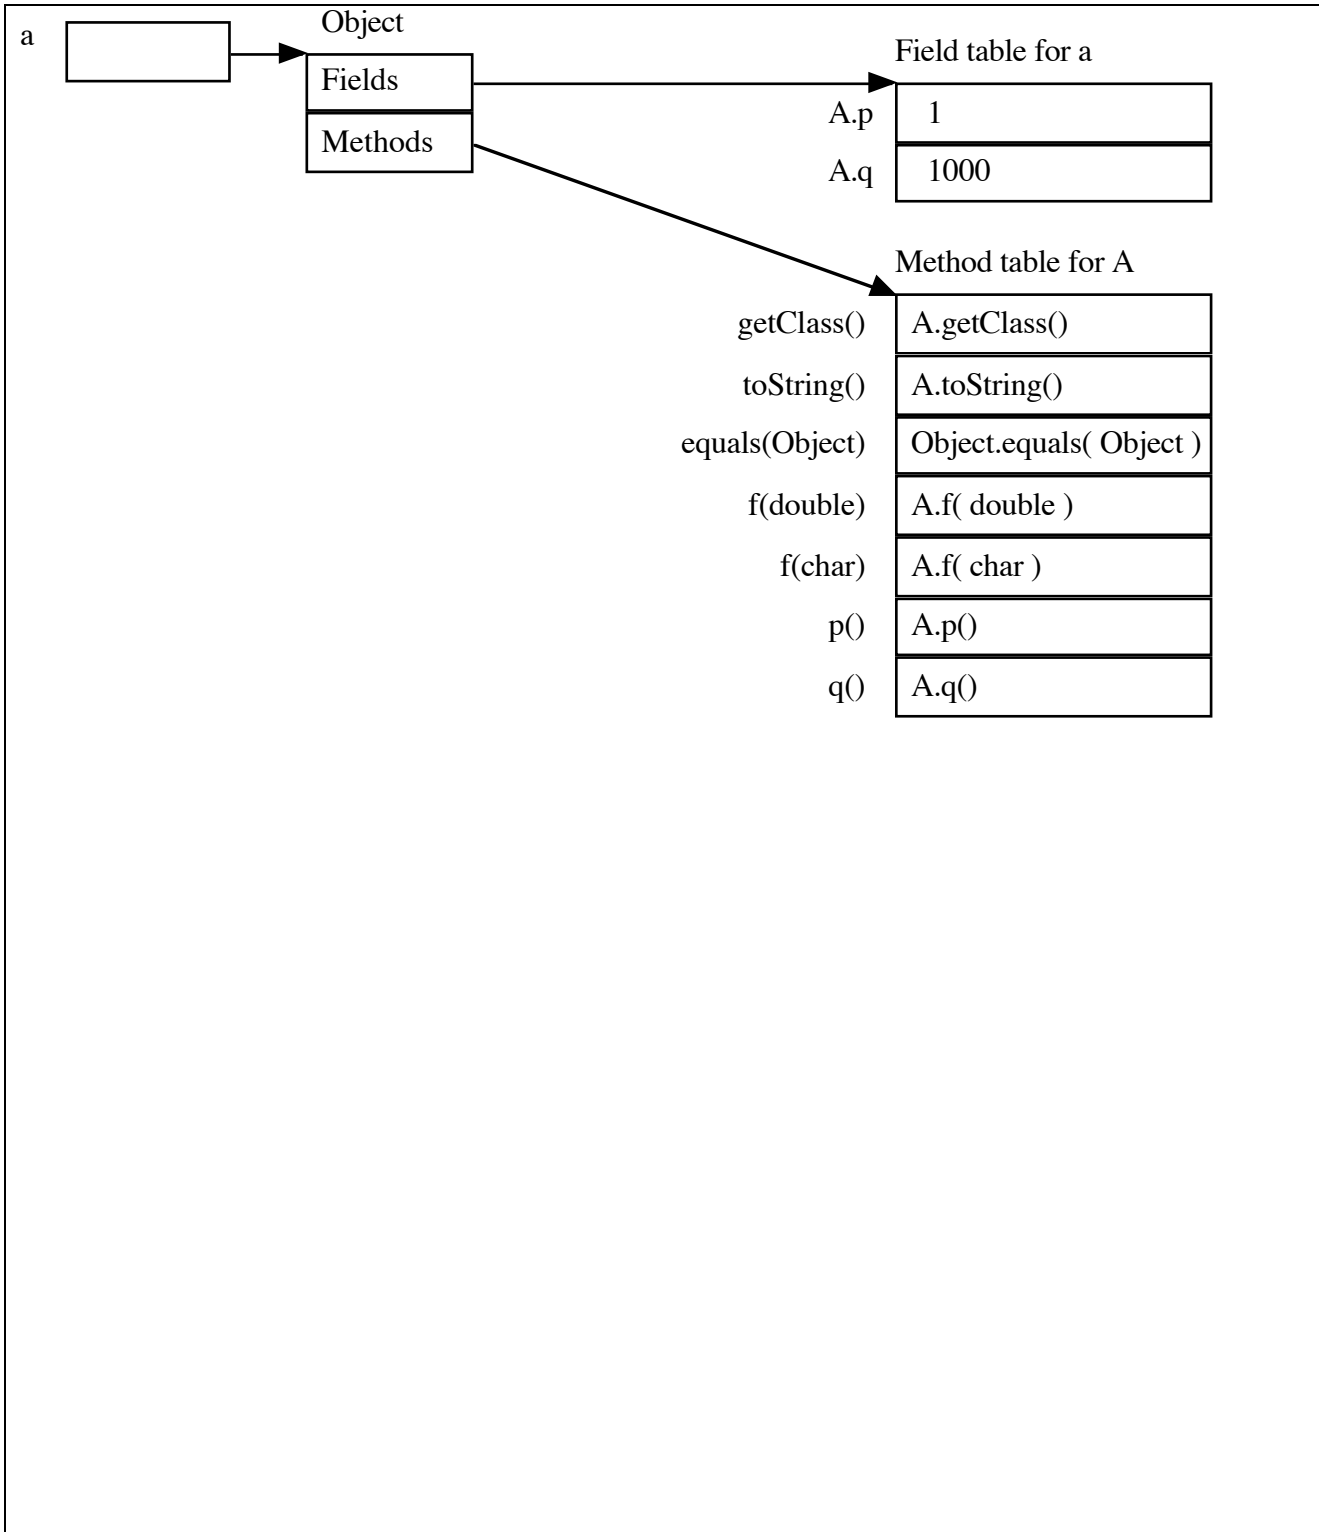 a
Object
Fields
Methods
Field table for a
A.p 1
A.q 1000
Method table for A
getClass() A.getClass()
toString() A.toString()
equals(Object) Object.equals( Object )
f(double) A.f( double )
f(char) A.f( char )
p() A.p()
q() A.q()